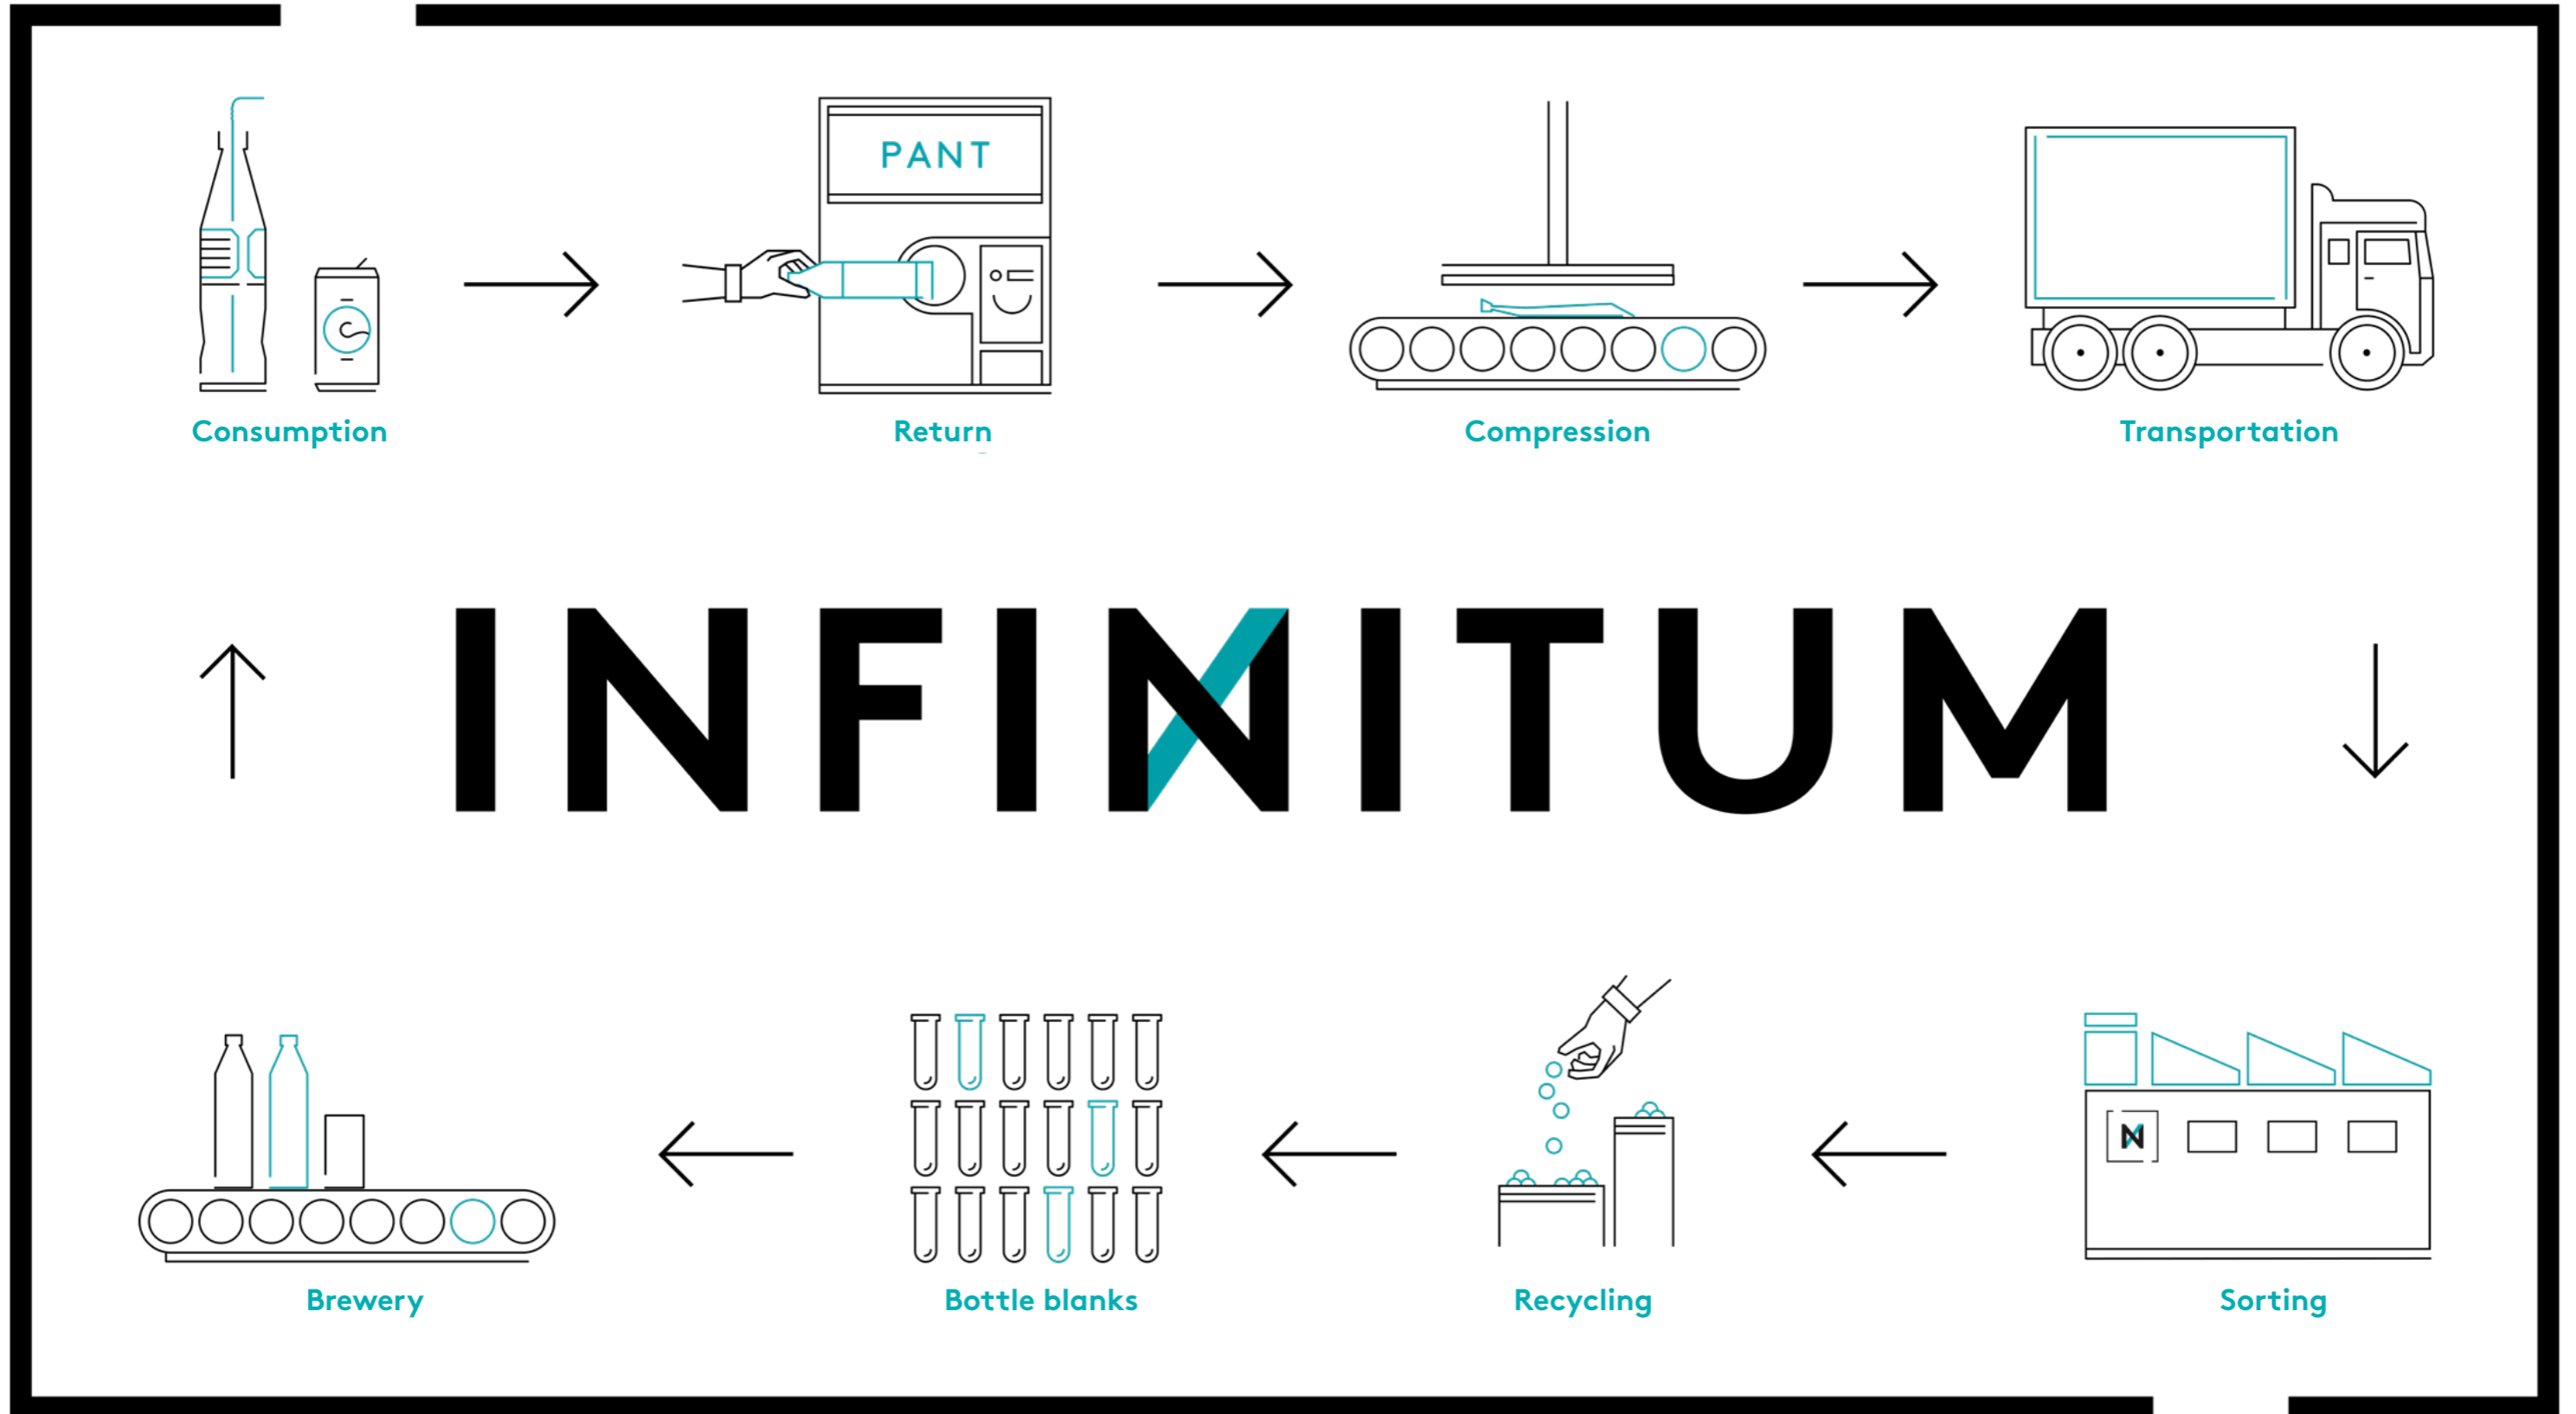 PANT
Consumption
Return
Compression
Transportation
INFINITUM
Brewery
Bottle blanks
Recycling
Sorting